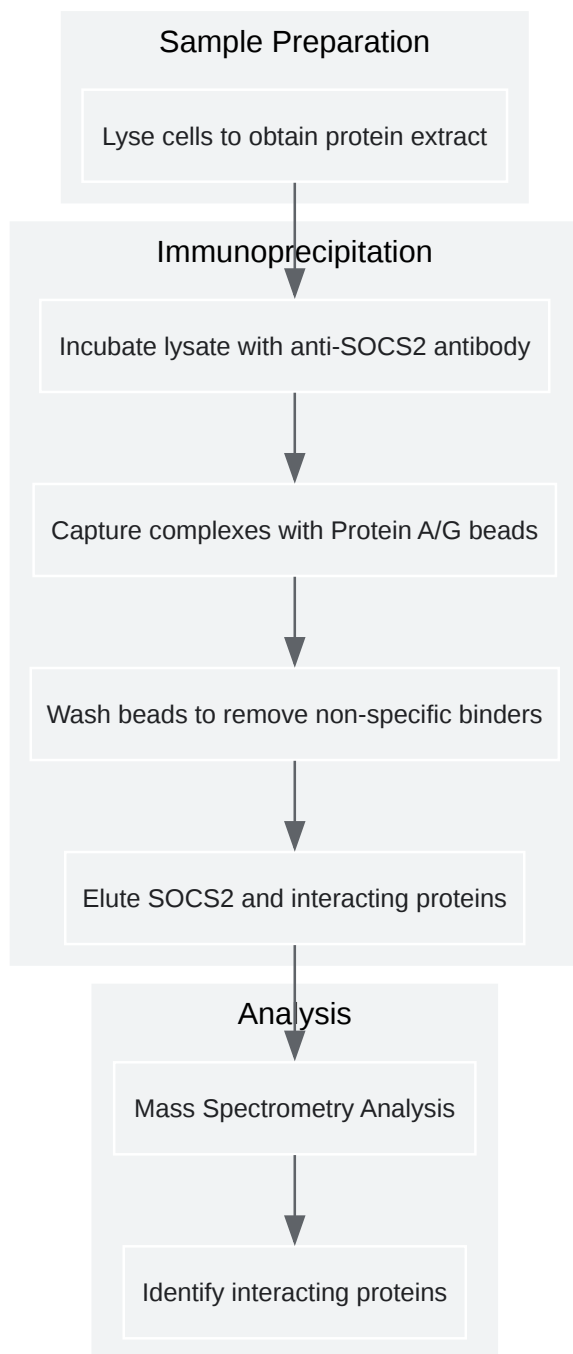 Sample Preparation
Lyse cells to obtain protein extract
Immunoprecipitation
Incubate lysate with anti-SOCS2 antibody
Capture complexes with Protein A/G beads
Wash beads to remove non-specific binders
Elute SOCS2 and interacting proteins
Analysis
Mass Spectrometry Analysis
Identify interacting proteins